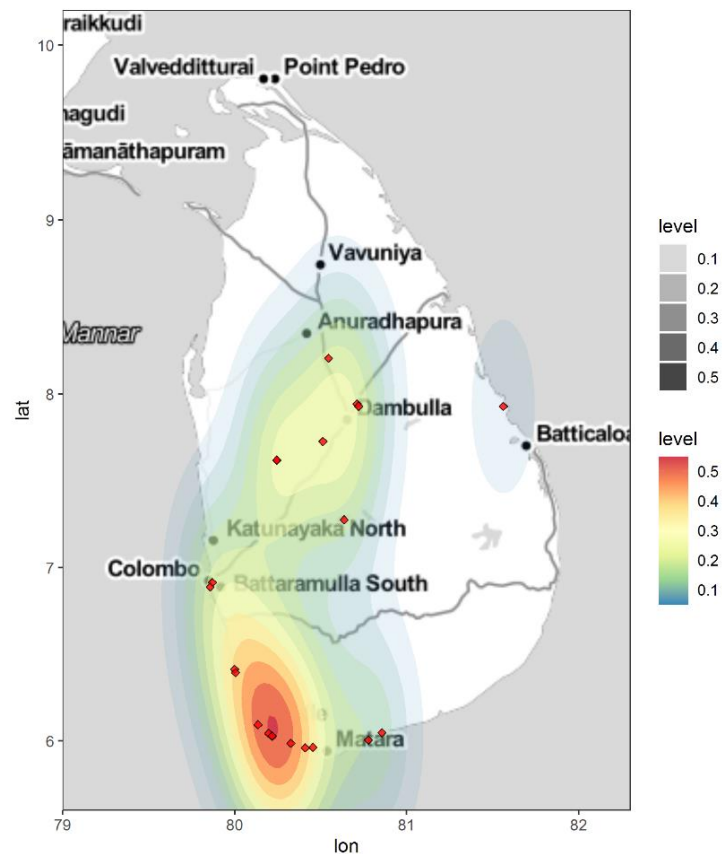 raikkudi
10
Valvedditturai
Point Pedro
nagudi
āmanāthapuram
9
Vavuniya
Mannar
Anuradhapura
8
Dambulla
Batticaloa
lat
Katunayaka North
7
Colombo
Battaramulla South
6
Matara
79
80
81
82
lon
level
0.1
0.2
0.3
0.4
0.5
level
0.5
0.4
0.3
0.2
0.1